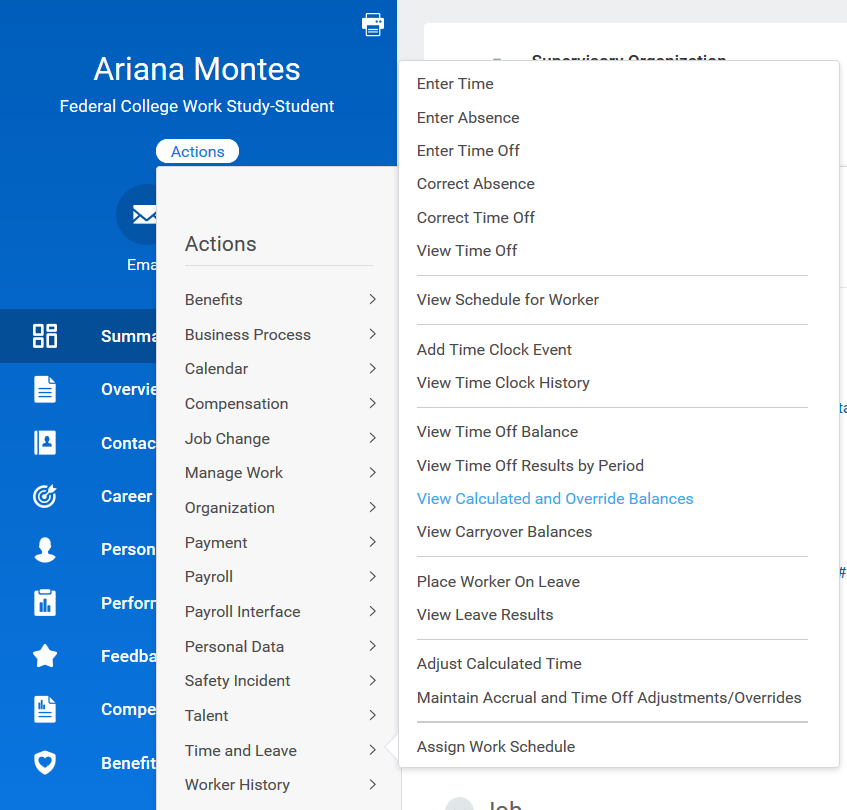 Ariana Montes
Federal College Work Study-Student
Actions
Ema
Summa
Overvie
Contac
Career
Person
Perform
Feedba
Compe
Benefit
Actions
Benefits
Business Process
Calendar
Compensation
Job Change
Manage Work
Organization
Payment
Payroll
Payroll Interface
Personal Data
Safety Incident
Talent
Time and Leave
Worker History
Supervisory Organization
Enter Time
Enter Absence
Enter Time Off
Correct Absence
Correct Time Off
View Time Off
View Schedule for Worker
Add Time Clock Event
View Time Clock History
View Time Off Balance
View Time Off Results by Period
View Calculated and Override Balances
View Carryover Balances
Place Worker On Leave
View Leave Results
Adjust Calculated Time
Maintain Accrual and Time Off Adjustments/Overrides
Assign Work Schedule
ta
#
Job